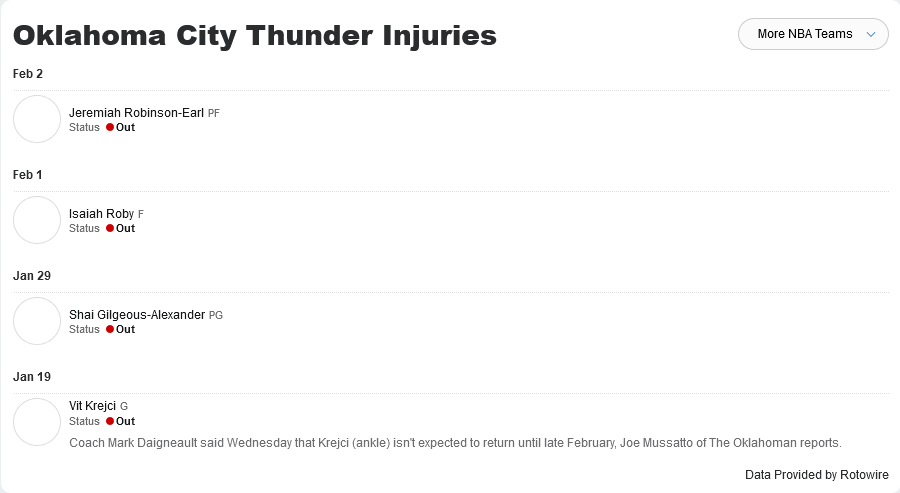 Oklahoma City Thunder Injuries
More NBA Teams
Feb 2
Jeremiah Robinson-Earl PF
Status Out
Feb 1
Isaiah Roby F
Status Out
Jan 29
Shai Gilgeous-Alexander PG
Status Out
Jan 19
Vit Krejci G
Status Out
Coach Mark Daigneault said Wednesday that Krejci (ankle) isn't expected to return until late February, Joe Mussatto of The Oklahoman reports.
Data Provided by Rotowire